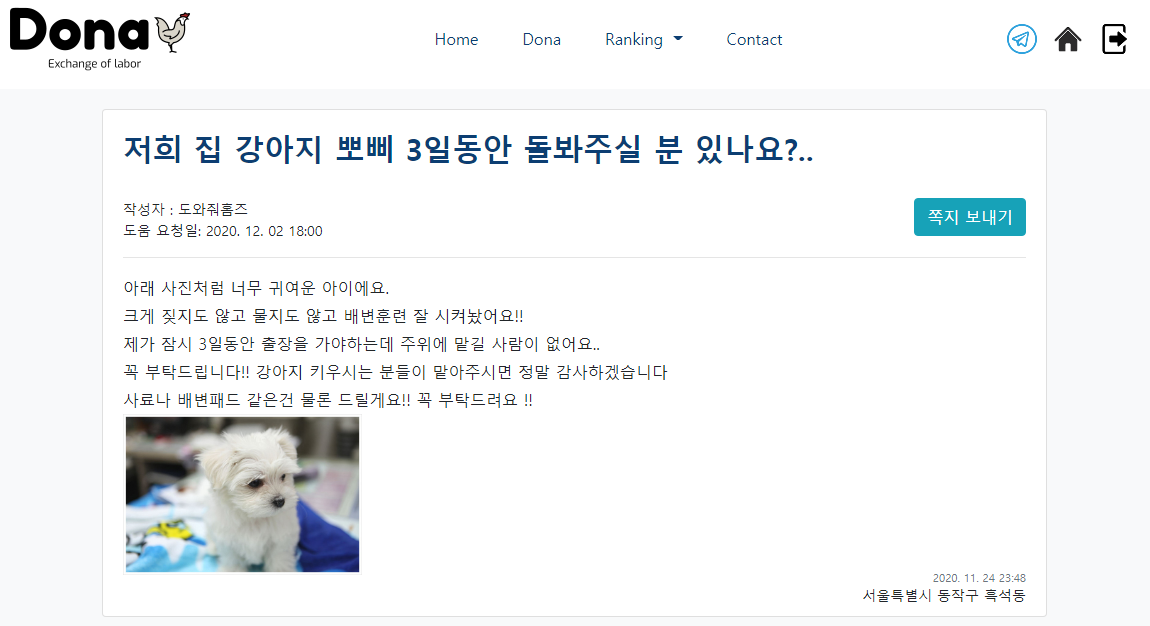 Dona
Exchange of labor
Home
Dona
Ranking
Contact
저희 집 강아지 뽀삐 3일동안 돌봐주실 분 있나요?..
작성자 : 도와줘홈즈
도움 요청일: 2020. 12. 02 18:00
쪽지 보내기
아래 사진처럼 너무 귀여운 아이에요.
크게 짖지도 않고 물지도 않고 배변훈련 잘 시켜놨어요!!
제가 잠시 3일동안 출장을 가야하는데 주위에 맡길 사람이 없어요..
꼭 부탁드립니다!! 강아지 키우시는 분들이 맡아주시면 정말 감사하겠습니다
사료나 배변패드 같은건 물론 드릴게요!! 꼭 부탁드려요 !!
2020. 11. 24 23:48
서울특별시 동작구 흑석동